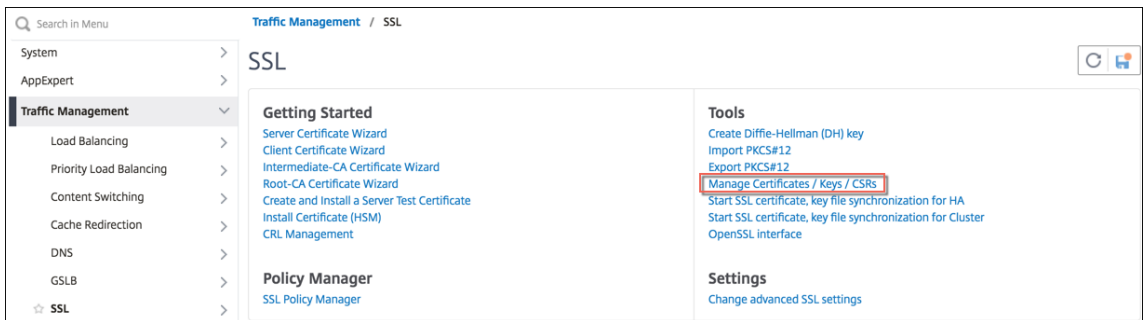 Search in Menu
System
AppExpert
Traffic Management
Load Balancing
Priority Load Balancing
Content Switching
Cache Redirection
DNS
GSLB
SSL
Traffic Management / SSL
SSL
Getting Started
Server Certificate Wizard
Client Certificate Wizard
Intermediate-CA Certificate Wizard
Root-CA Certificate Wizard
Create and Install a Server Test Certificate
Install Certificate (HSM)
CRL Management
Policy Manager
SSL Policy Manager
Tools
Create Diffie-Hellman (DH) key
Import PKCS#12
Export PKCS#12
Manage Certificates / Keys / CSRs
Start SSL certificate, key file synchronization for HA
Start SSL certificate, key file synchronization for Cluster
OpenSSL interface
Settings
Change advanced SSL settings